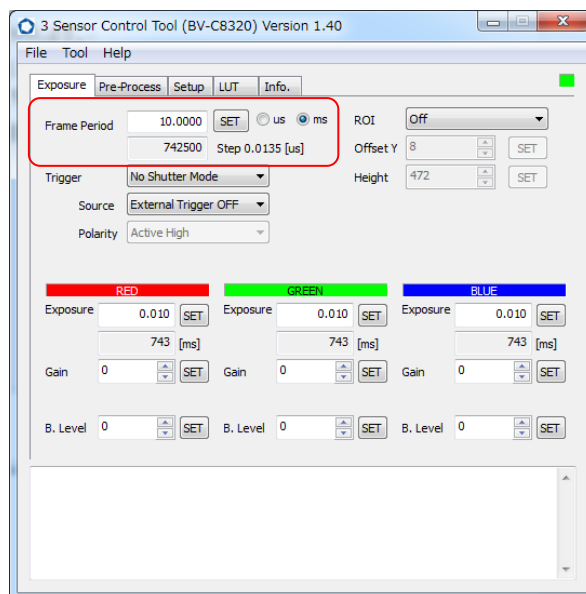 3 Sensor Control Tool (BV-C8320) Version 1.40
File Tool Help
Exposure Pre-Process Setup LUT Info.
Frame Period 10.0000 SET us ms ROI Off
742500 Step 0.0135 [us] Offset Y 8 SET
Trigger No Shutter Mode Height 472 SET
Source External Trigger OFF
Polarity Active High
RED GREEN BLUE
Exposure 0.010 SET Exposure 0.010 SET Exposure 0.010 SET
743 [ms] 743 [ms] 743 [ms]
Gain 0 SET Gain 0 SET Gain 0 SET
B. Level 0 SET B. Level 0 SET B. Level 0 SET